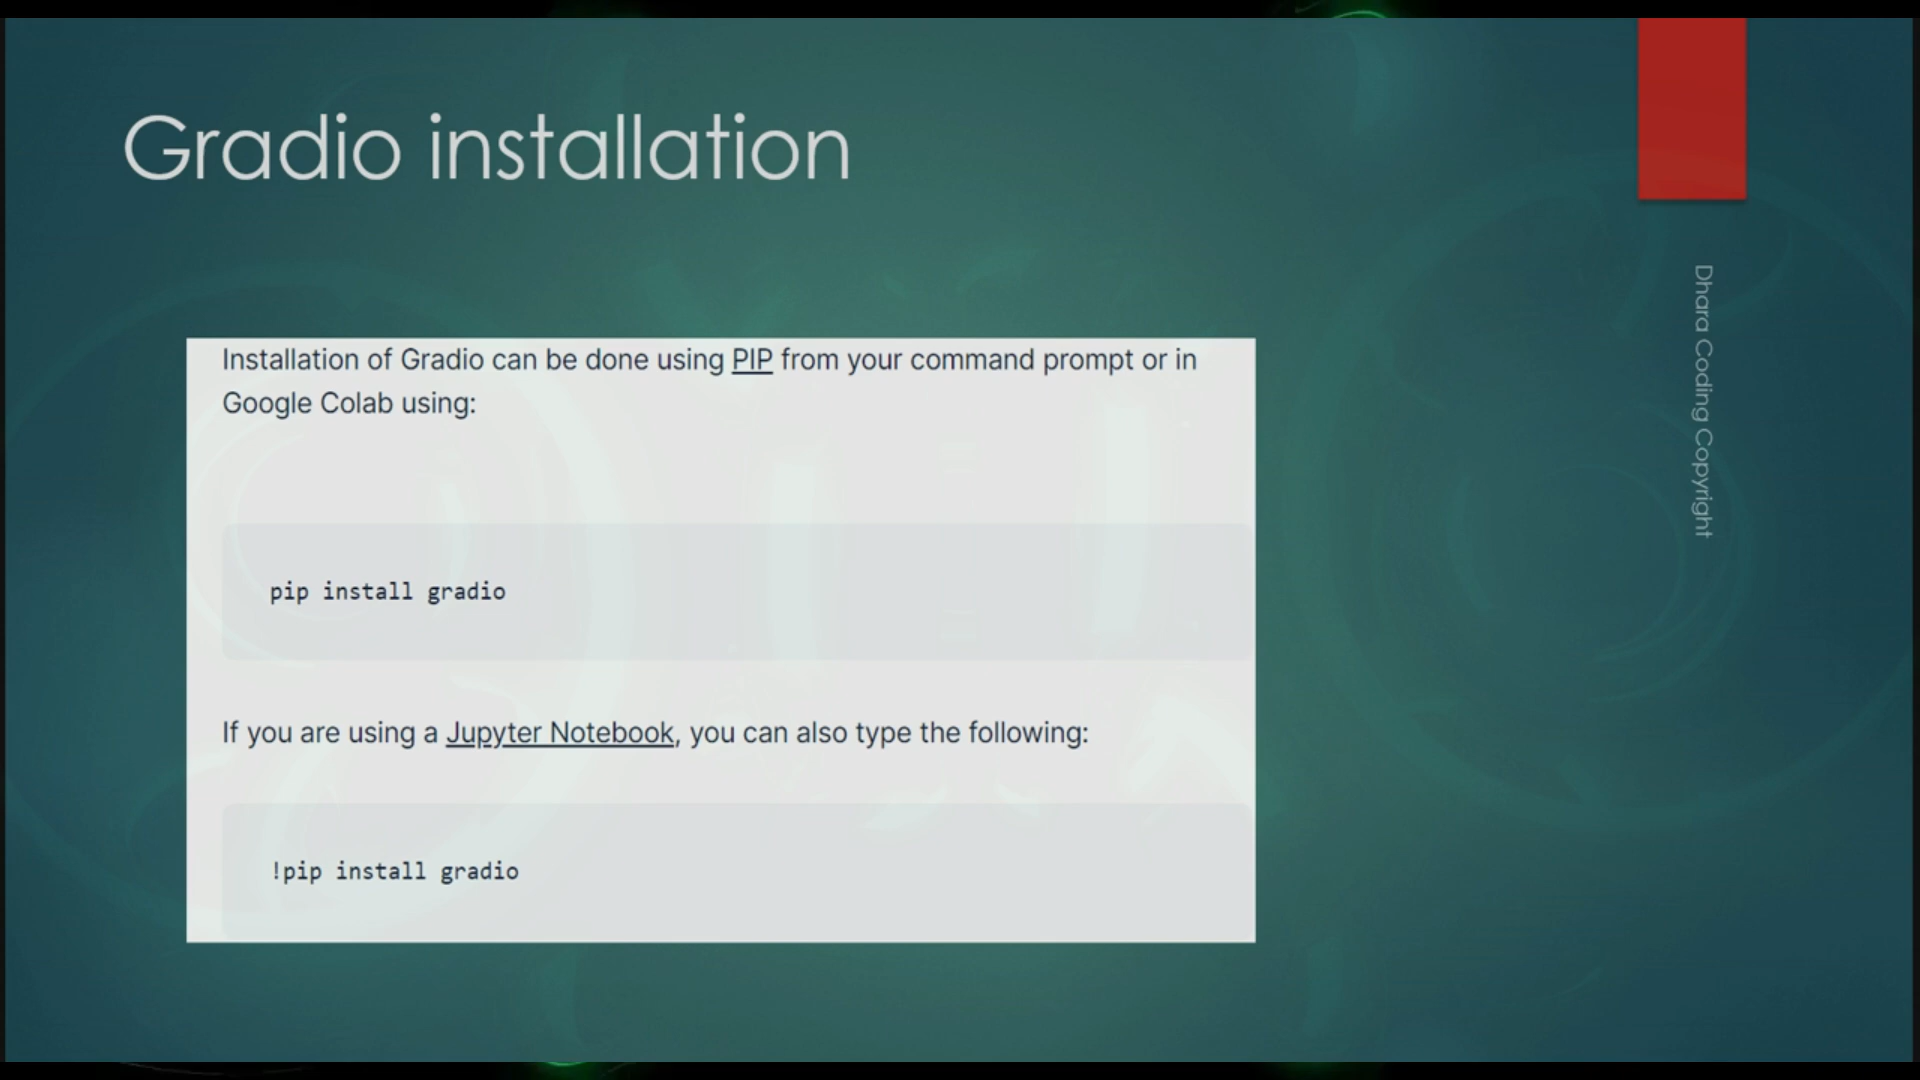 Gradio installation
Installation of Gradio can be done using PIP from your command prompt or in
Google Colab using:
pip install gradio
If you are using a Jupyter Notebook, you can also type the following:
!pip install gradio
Dhara Coding Copyright